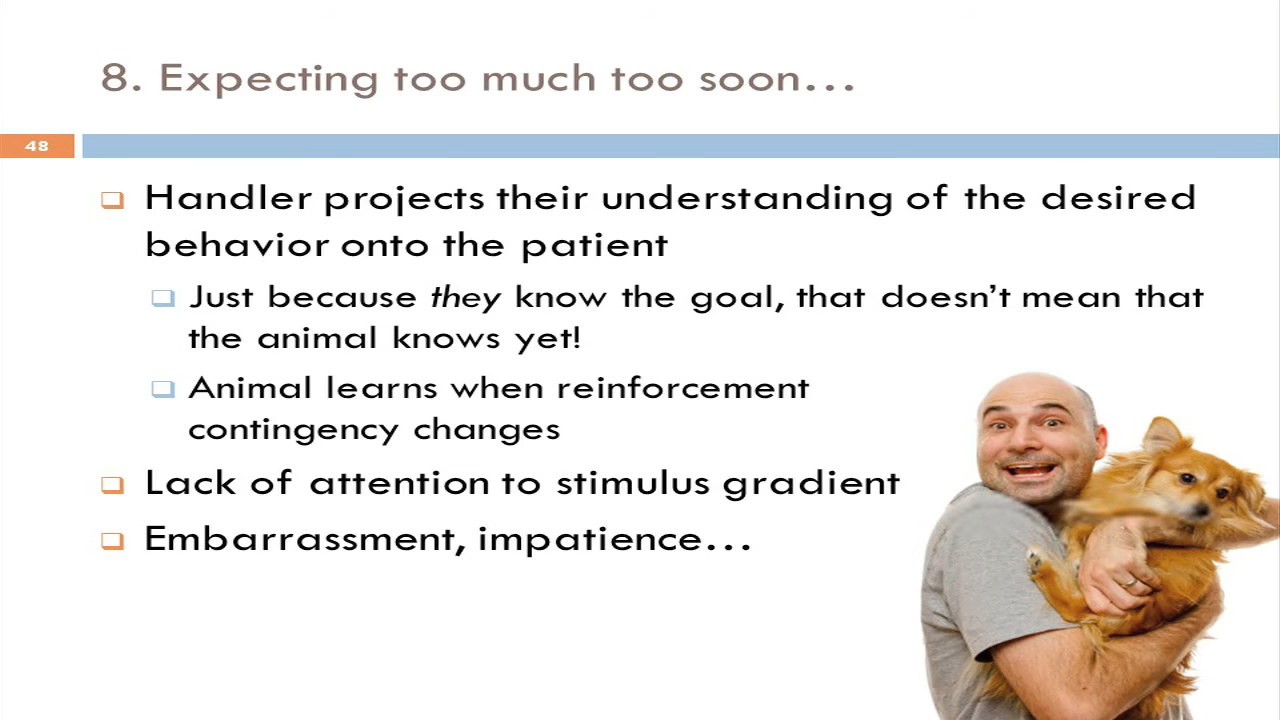 8. Expecting too much too soon…
48
Handler projects their understanding of the desired
behavior onto the patient
Just because they know the goal, that doesn’t mean that
the animal knows yet!
Animal learns when reinforcement
contingency changes
Lack of attention to stimulus gradient
Embarrassment, impatience…